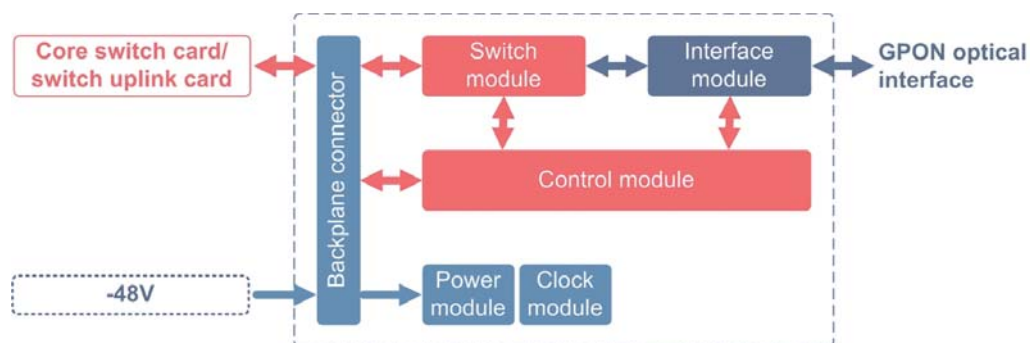 Core switch card/
switch uplink card
Backplane connector
Switch
module
Interface
module
GPON optical
interface
Control module
-48V
Power
module
Clock
module